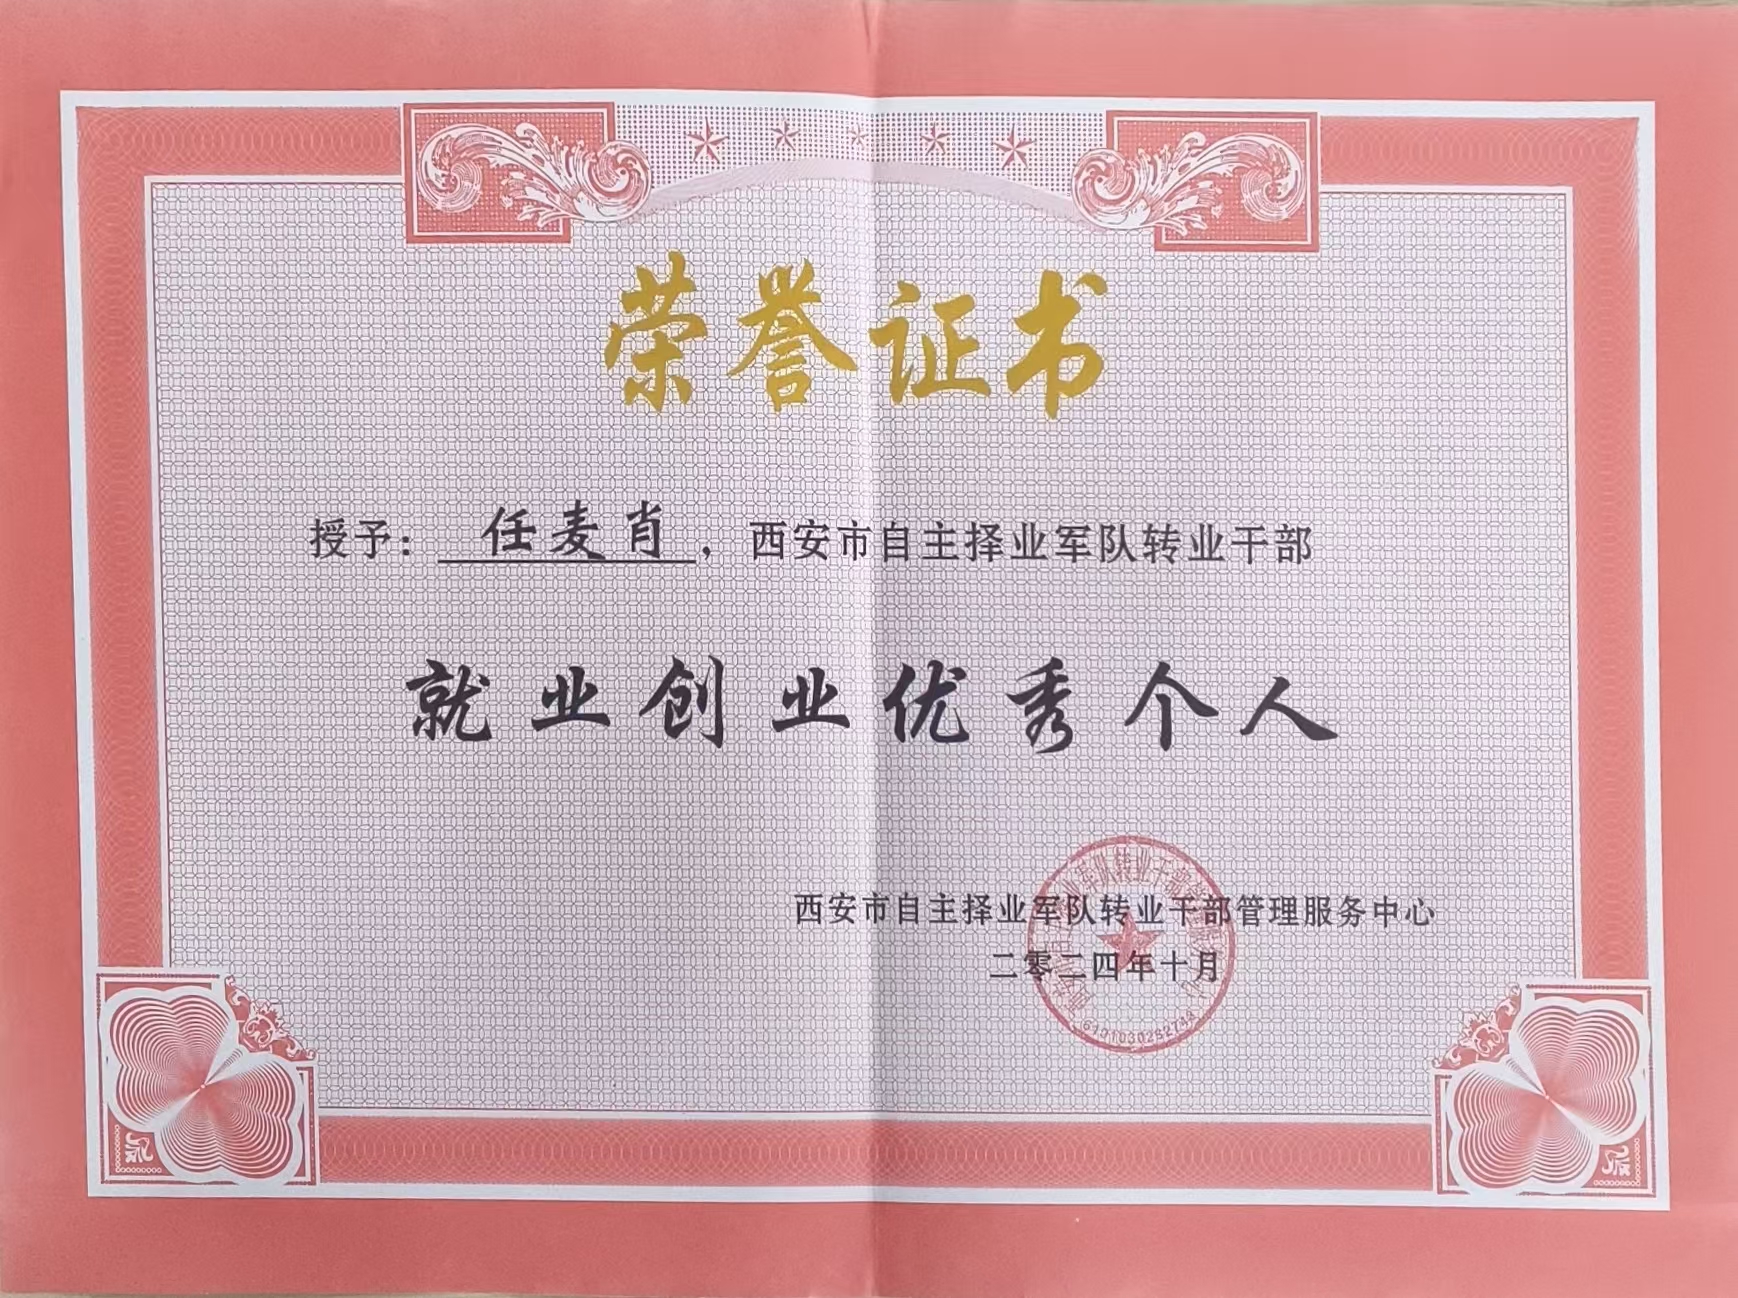 荣誉证书
授予：任麦肖，西安市自主择业军队转业干部
就业创业优秀个人
西安市自主择业军队转业干部管理服务中心
二零二四年十月